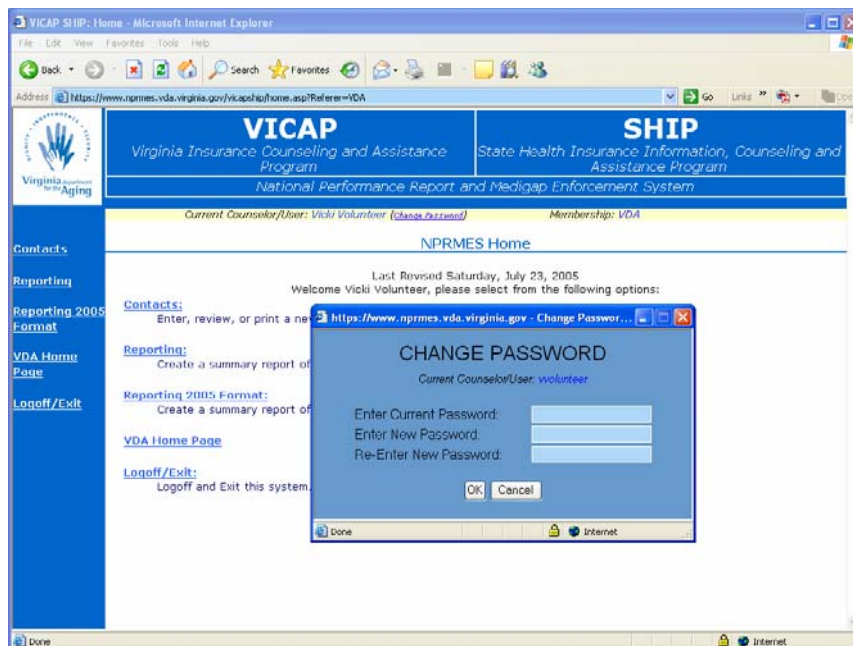 VICAP SHIP: Home - Microsoft Internet Explorer
File Edit View Favorites Tools Help
Back Search Favorites
Address https://www.nprmes.vda.virginia.gov/vicapship/home.asp?Referer=VDA Go Links
Virginia Department for the Aging
VICAP
Virginia Insurance Counseling and Assistance
Program
SHIP
State Health Insurance Information, Counseling and
Assistance Program
National Performance Report and Medigap Enforcement System
Current Counselor/User: Vicki Volunteer (Change Password) Membership: VDA
Contacts
Reporting
Reporting 2005
Format
VDA Home
Page
Logoff/Exit
NPRMES Home
Last Revised Saturday, July 23, 2005
Welcome Vicki Volunteer, please select from the following options:
Contacts:
Enter, review, or print a ne
Reporting:
Create a summary report of
Reporting 2005 Format:
Create a summary report of
VDA Home Page
Logoff/Exit:
Logoff and Exit this system.
https://www.nprmes.vda.virginia.gov - Change Passwor...
CHANGE PASSWORD
Current Counselor/User: vvolunteer
Enter Current Password:
Enter New Password:
Re-Enter New Password:
OK Cancel
Done Internet
Done Internet